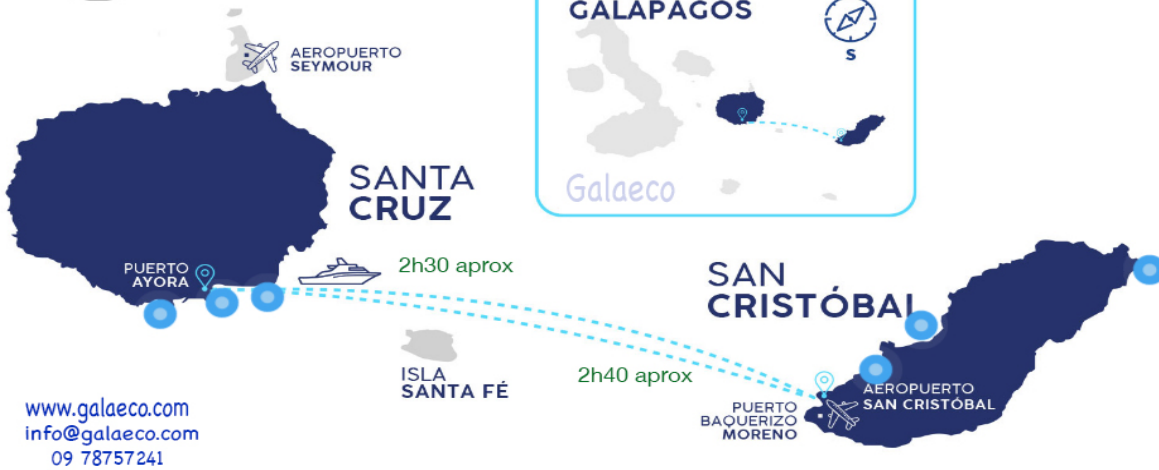 GALÁPAGOS
S
AEROPUERTO
SEYMOUR
Galaeco
SANTA
CRUZ
PUERTO
AYORA
2h30 aprox
SAN
CRISTÓBAL
ISLA
SANTA FÉ
2h40 aprox
AEROPUERTO
SAN CRISTÓBAL
PUERTO
BAQUERIZO
MORENO
www.galaeco.com
info@galaeco.com
09 78757241